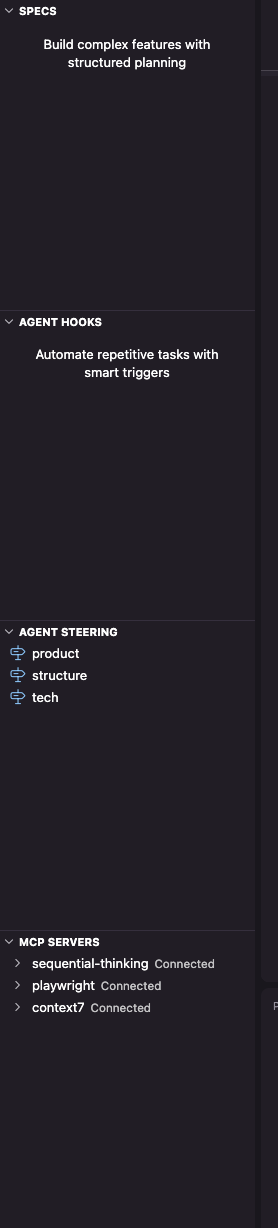 SPECS
Build complex features with
structured planning
AGENT HOOKS
Automate repetitive tasks with
smart triggers
AGENT STEERING
product
structure
tech
MCP SERVERS
sequential-thinking Connected
playwright Connected
context7 Connected